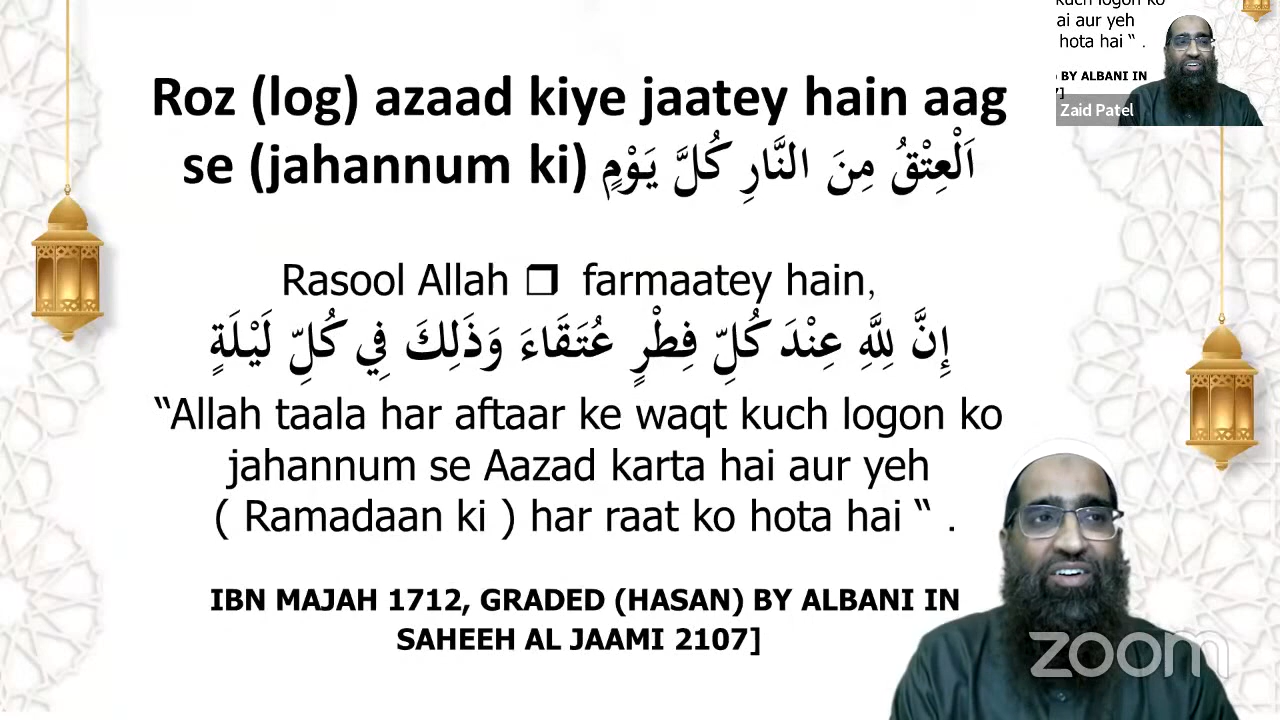 Roz (log) azaad kiye jaatey hain aag
se (jahannum ki) اَلْعِتْقُ مِنَ النَّارِ كُلَّ يَوْمٍ
Rasool Allah ❒ farmaatey hain,
إِنَّ لِلَّهِ عِنْدَ كُلِّ فِطْرٍ عُتَقَاءَ وَذَلِكَ فِي كُلِّ لَيْلَةٍ
“Allah taala har aftaar ke waqt kuch logon ko
jahannum se Aazad karta hai aur yeh
( Ramadaan ki ) har raat ko hota hai “ .
IBN MAJAH 1712, GRADED (HASAN) BY ALBANI IN
SAHEEH AL JAAMI 2107]
kuch logon ko
ai aur yeh
hota hai “ .
BY ALBANI IN
Zaid Patel
zoom